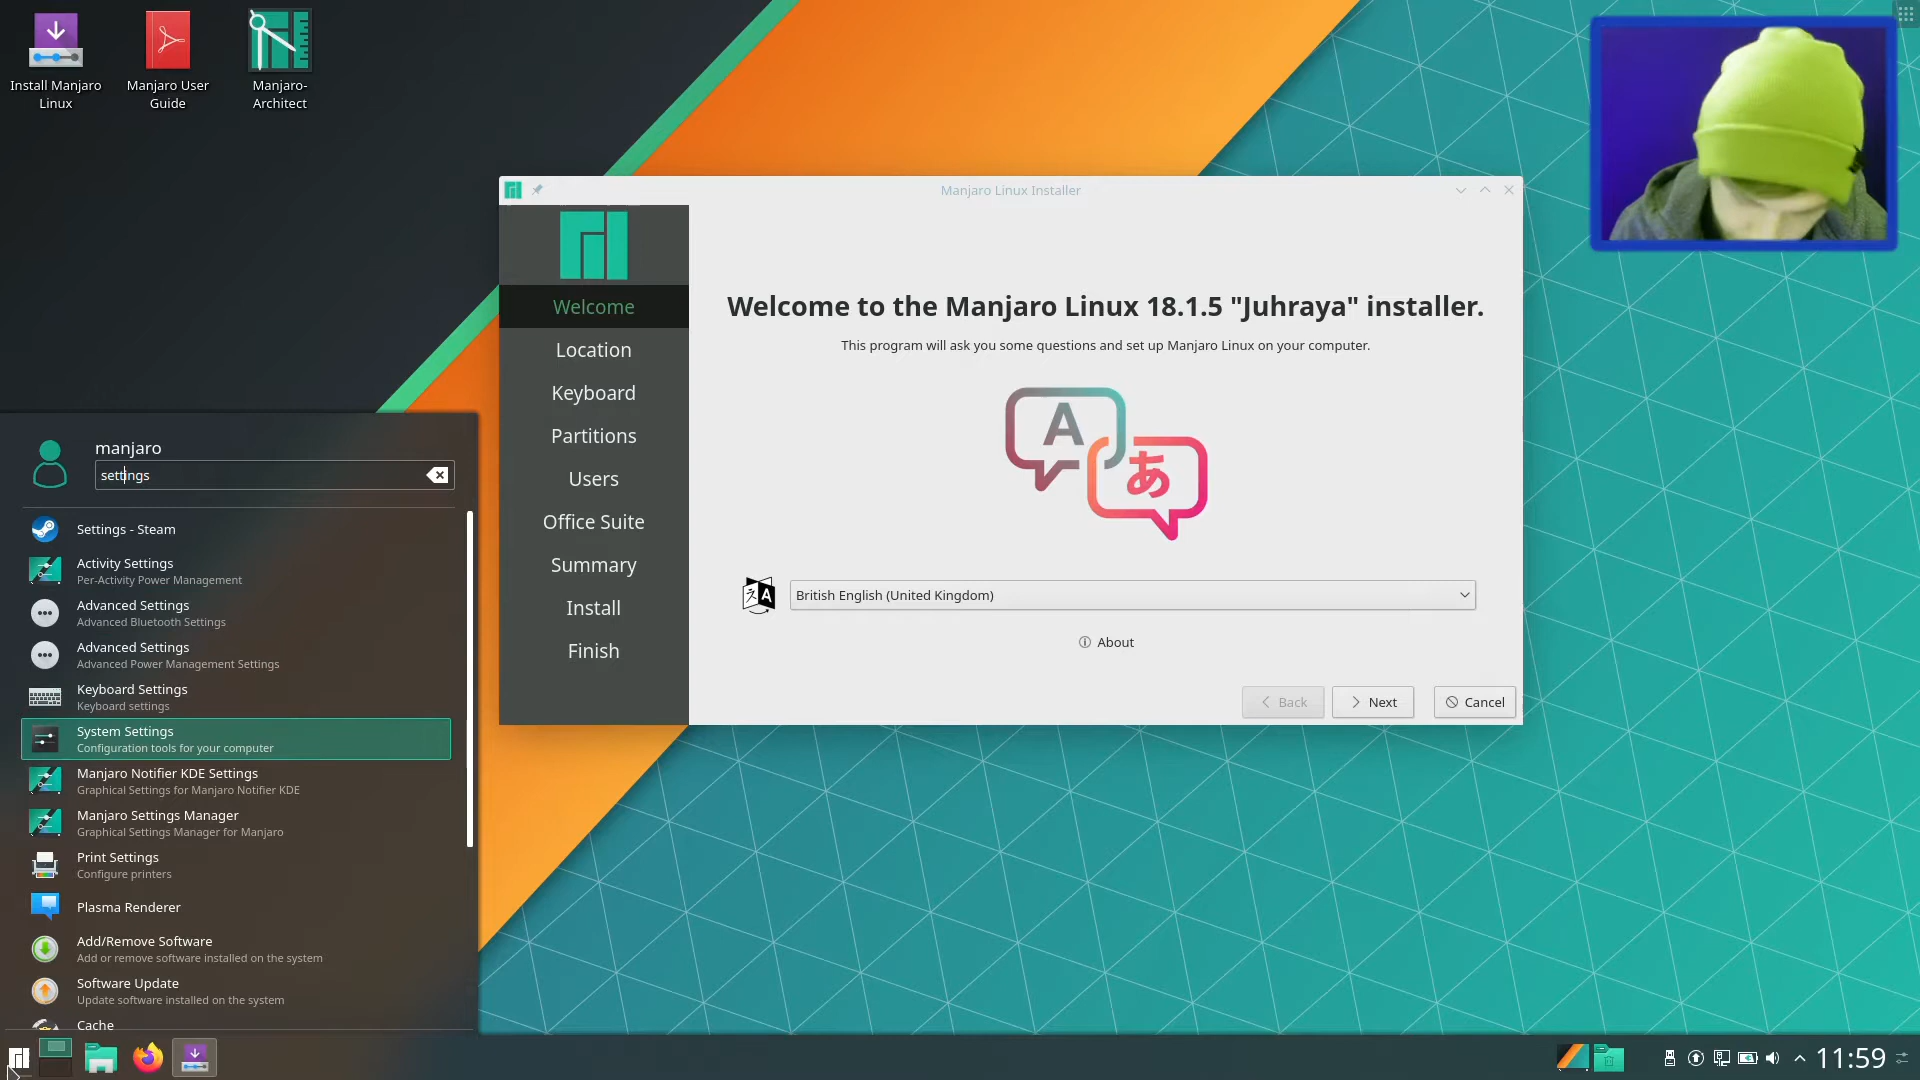 Install Manjaro
Linux
Manjaro User
Guide
Manjaro-
Architect
Manjaro Linux Installer
Welcome
Location
Keyboard
Partitions
Users
Office Suite
Summary
Install
Finish
Welcome to the Manjaro Linux 18.1.5 "Juhraya" installer.
This program will ask you some questions and set up Manjaro Linux on your computer.
A
あ
British English (United Kingdom)
About
Back
Next
Cancel
manjaro
settings
Settings - Steam
Activity Settings
Per-Activity Power Management
Advanced Settings
Advanced Bluetooth Settings
Advanced Settings
Advanced Power Management Settings
Keyboard Settings
Keyboard settings
System Settings
Configuration tools for your computer
Manjaro Notifier KDE Settings
Graphical Settings for Manjaro Notifier KDE
Manjaro Settings Manager
Graphical Settings Manager for Manjaro
Print Settings
Configure printers
Plasma Renderer
Add/Remove Software
Add or remove software installed on the system
Software Update
Update software installed on the system
Cache
11:59